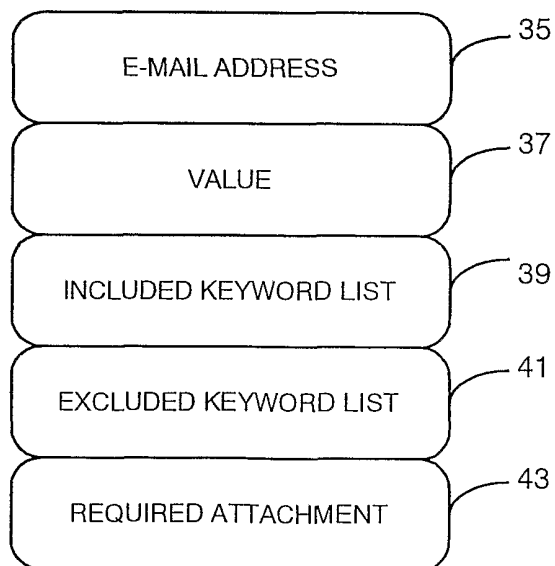 35
E-MAIL ADDRESS
37
VALUE
39
INCLUDED KEYWORD LIST
41
EXCLUDED KEYWORD LIST
43
REQUIRED ATTACHMENT